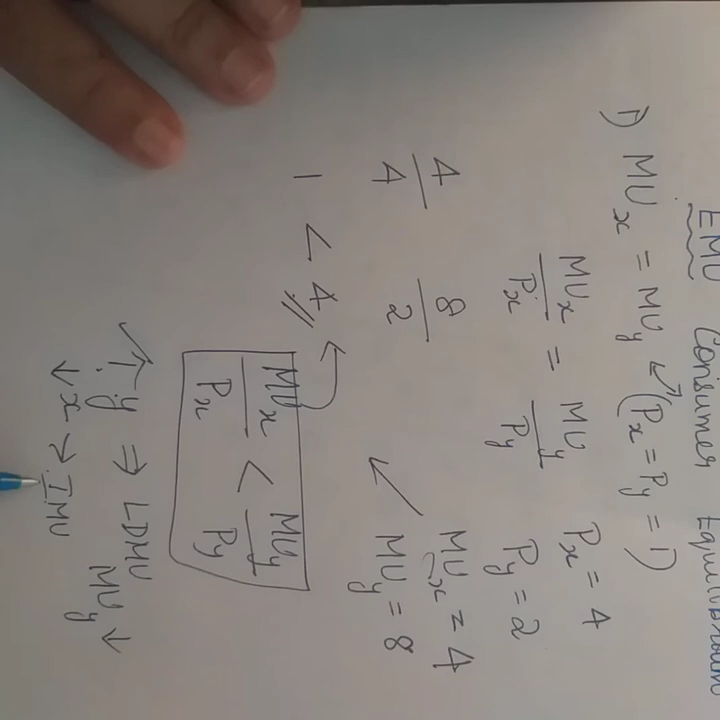 EMU Consumer Equilibrium
1) MUx = MUy (Px = Py = 1)
MUx/Px = MUy/Py
Px = 4
Py = 2
MUx = 4
MUy = 8
4/4 8/2
1 < 4
MUx/Px < MUy/Py
↑ y ⇒ LDMU MUy ↓
↓ x → IMU